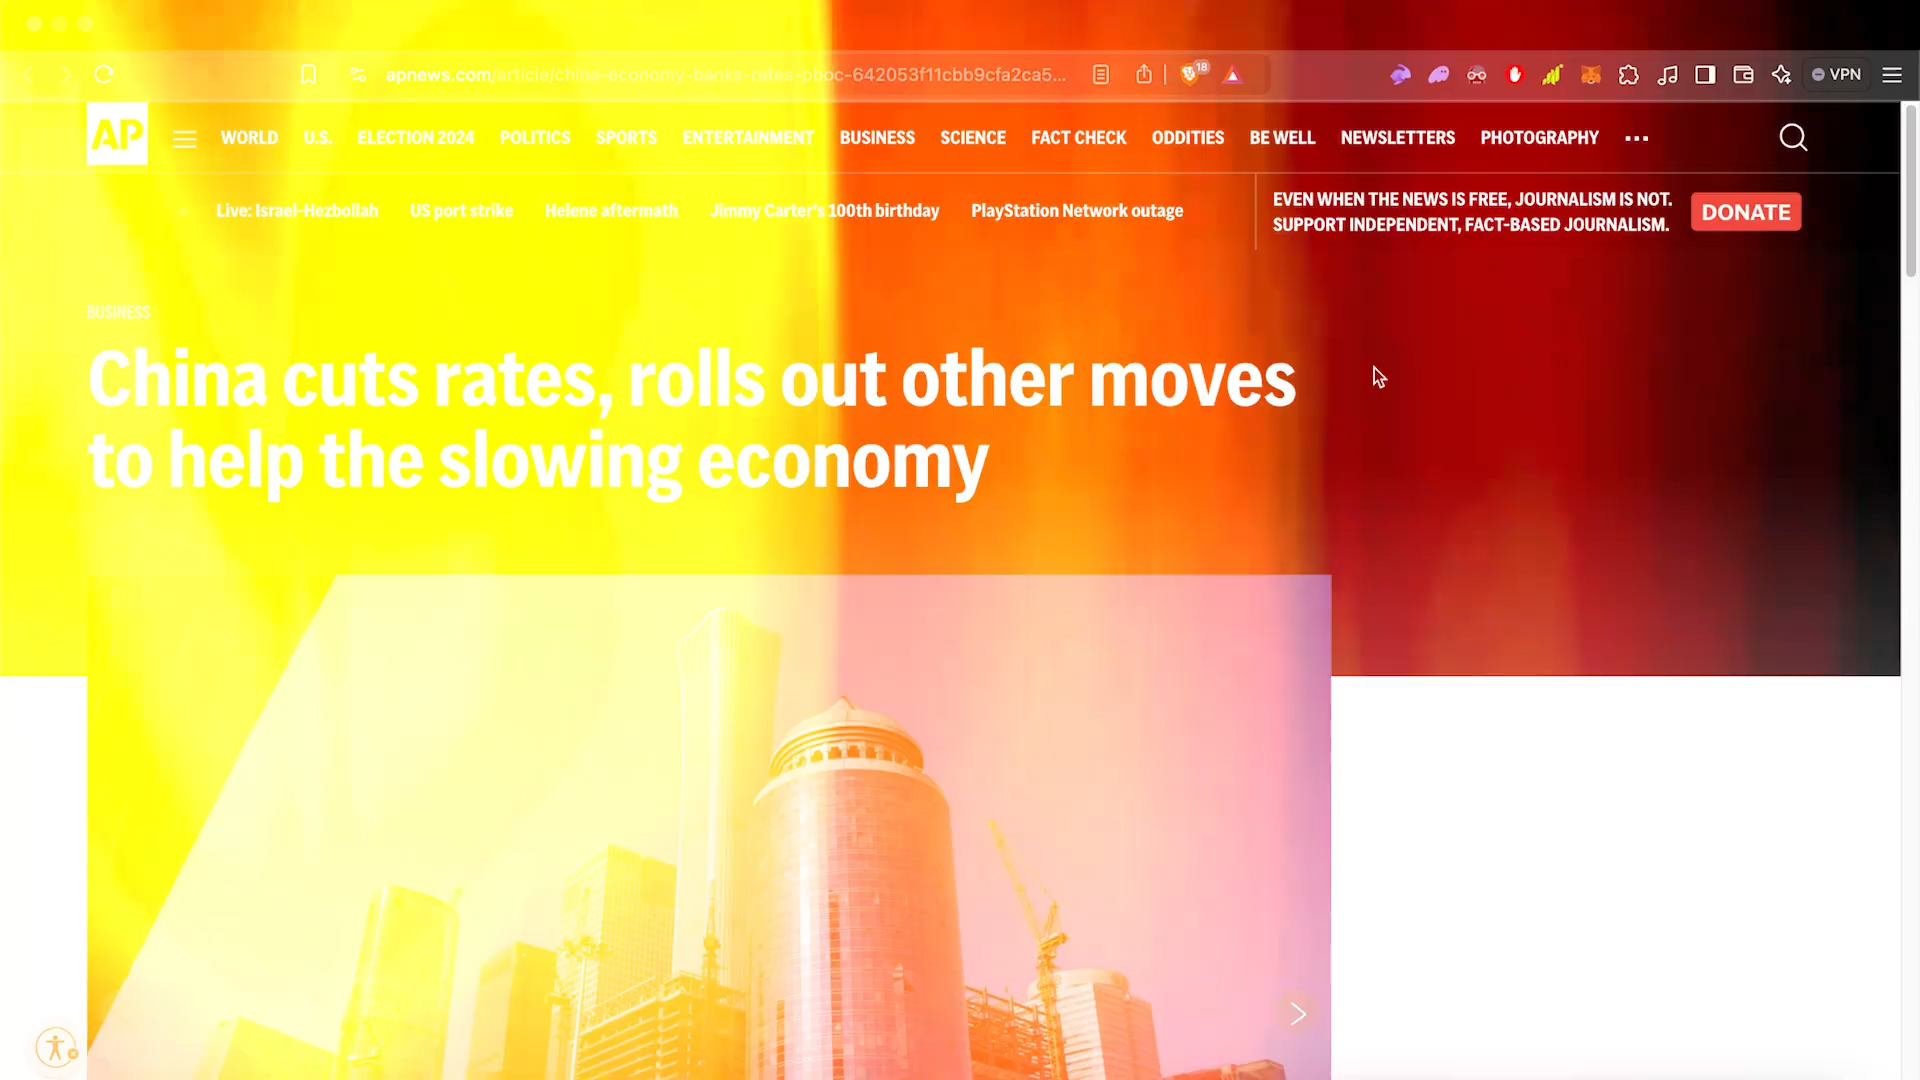 apnews.com/article/china-economy-banks-rates-pboc-642053f11cbb9cfa2ca5...
18
VPN
AP
WORLD U.S. ELECTION 2024 POLITICS SPORTS ENTERTAINMENT BUSINESS SCIENCE FACT CHECK ODDITIES BE WELL NEWSLETTERS PHOTOGRAPHY ...
Live: Israel-Hezbollah US port strike Helene aftermath Jimmy Carter's 100th birthday PlayStation Network outage
EVEN WHEN THE NEWS IS FREE, JOURNALISM IS NOT.
SUPPORT INDEPENDENT, FACT-BASED JOURNALISM.
DONATE
BUSINESS
China cuts rates, rolls out other moves
to help the slowing economy